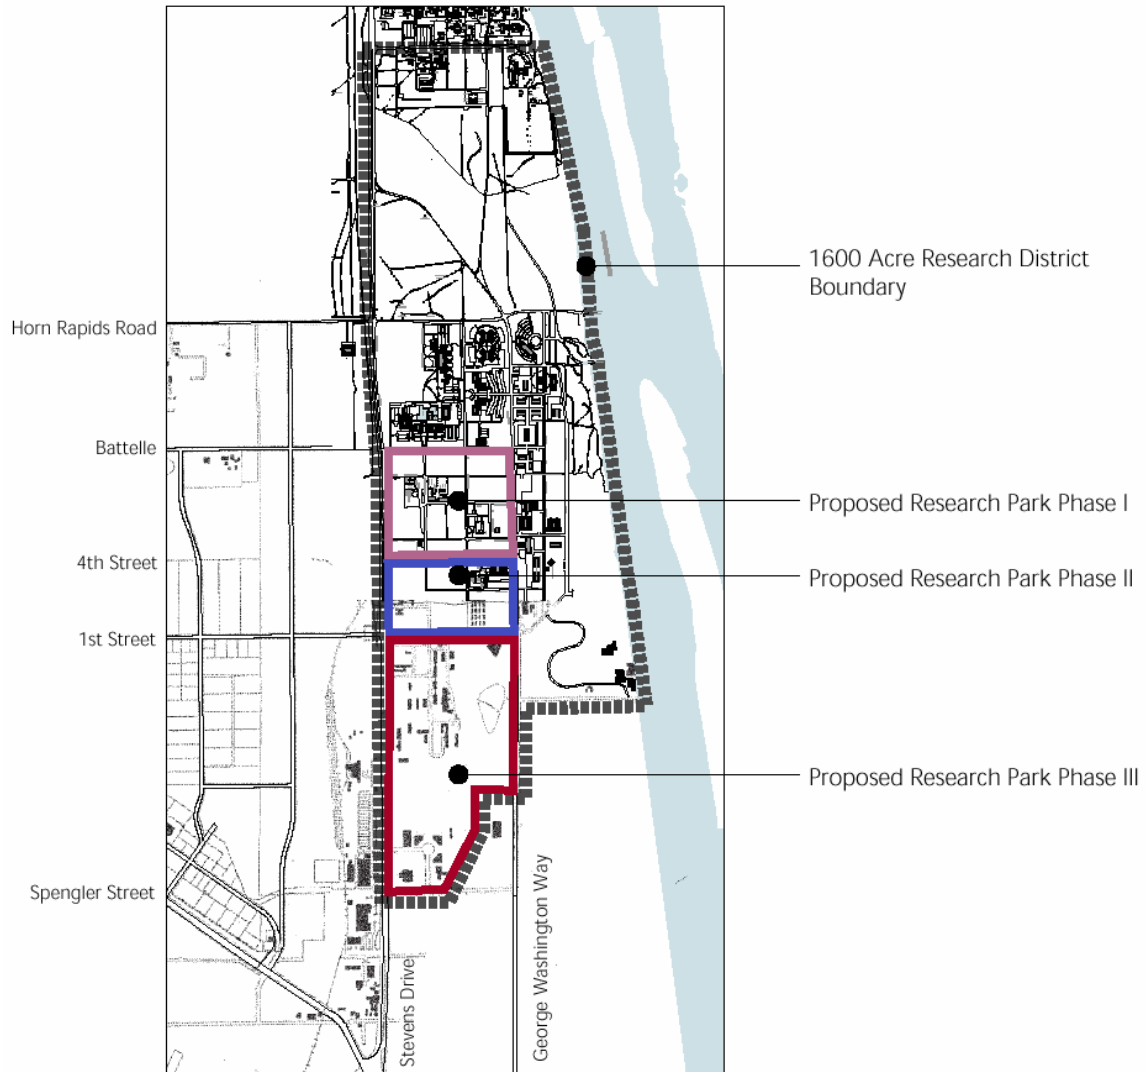 1600 Acre Research District
Boundary
Horn Rapids Road
Battelle
Proposed Research Park Phase I
4th Street
Proposed Research Park Phase II
1st Street
Proposed Research Park Phase III
Spengler Street
Stevens Drive
George Washington Way